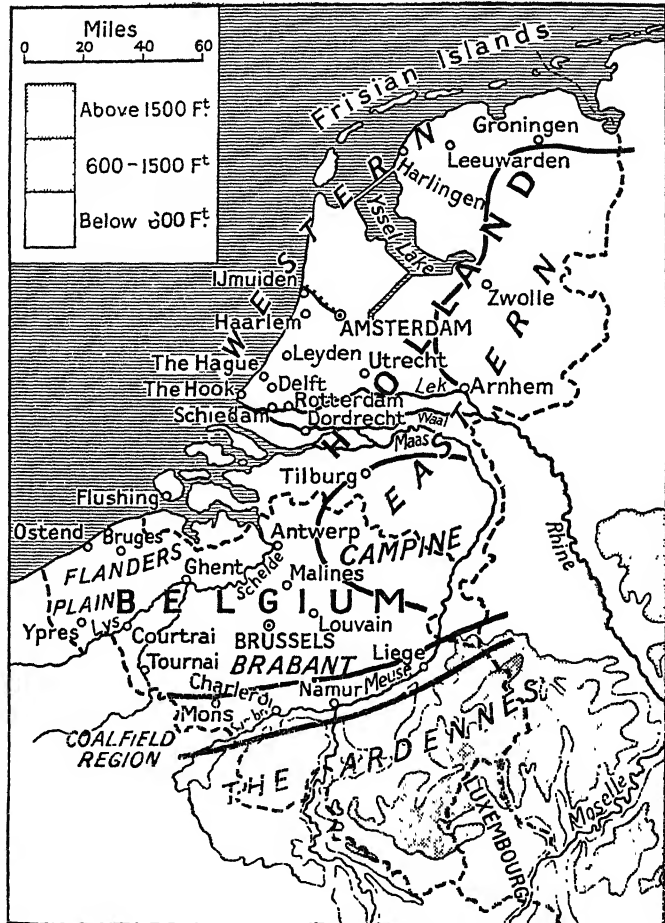 Miles
0 20 40 60
Above 1500 Ft.
600-1500 Ft.
Below 600 Ft.
Frisian Islands
WESTERN
Groningen
Leeuwarden
Harlingen
Yssel Lake
HOLLAND
EASTERN
IJmuiden
Zwolle
Haarlem
AMSTERDAM
Leyden
Utrecht
The Hague
The Hook
Delft
Lek
Arnhem
Rotterdam
Schiedam
Dordrecht
Waal
Maas
Tilburg
Flushing
Rhine
Ostend
Bruges
Antwerp
CAMPINE
FLANDERS
PLAIN
Ghent
Schelde
Malines
BELGIUM
Ypres
Lys
Courtrai
Louvain
BRUSSELS
Tournai
BRABANT
Liege
Charleroi
Namur
Meuse
Mons
COALFIELD
REGION
THE ARDENNES
LUXEMBOURG
Moselle